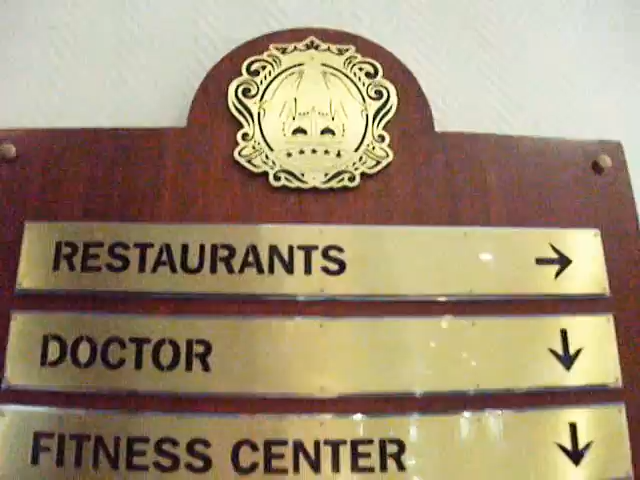 RESTAURANTS →
DOCTOR ↓
FITNESS CENTER ↓